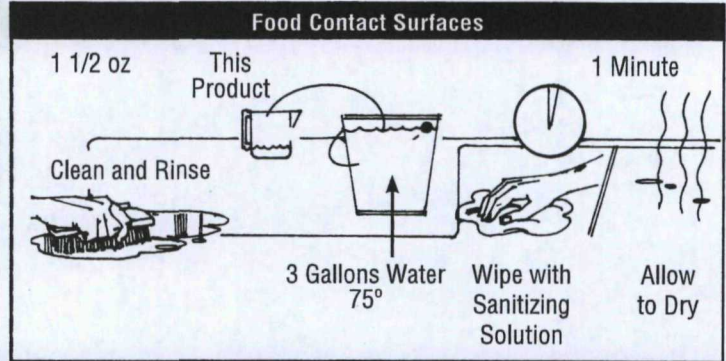 Food Contact Surfaces
1 1/2 oz
This
Product
1 Minute
Clean and Rinse
3 Gallons Water
75º
Wipe with
Sanitizing
Solution
Allow
to Dry